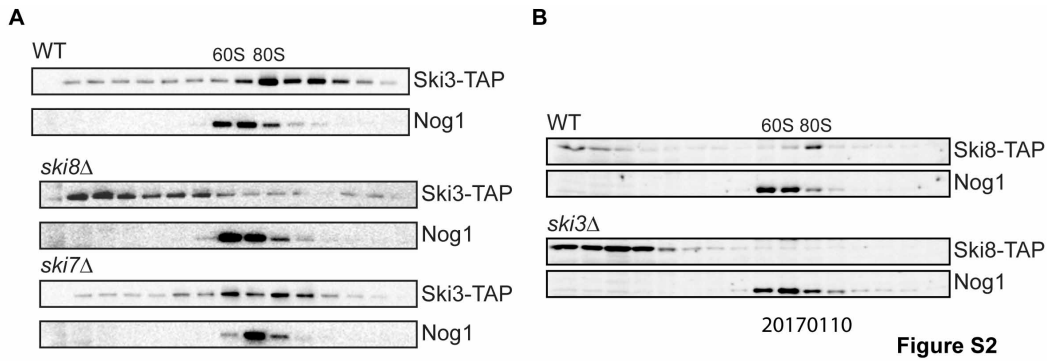 A
WT
60S 80S
Ski3-TAP
Nog1
ski8Δ
Ski3-TAP
Nog1
ski7Δ
Ski3-TAP
Nog1
B
WT
60S 80S
Ski8-TAP
Nog1
ski3Δ
Ski8-TAP
Nog1
20170110
Figure S2